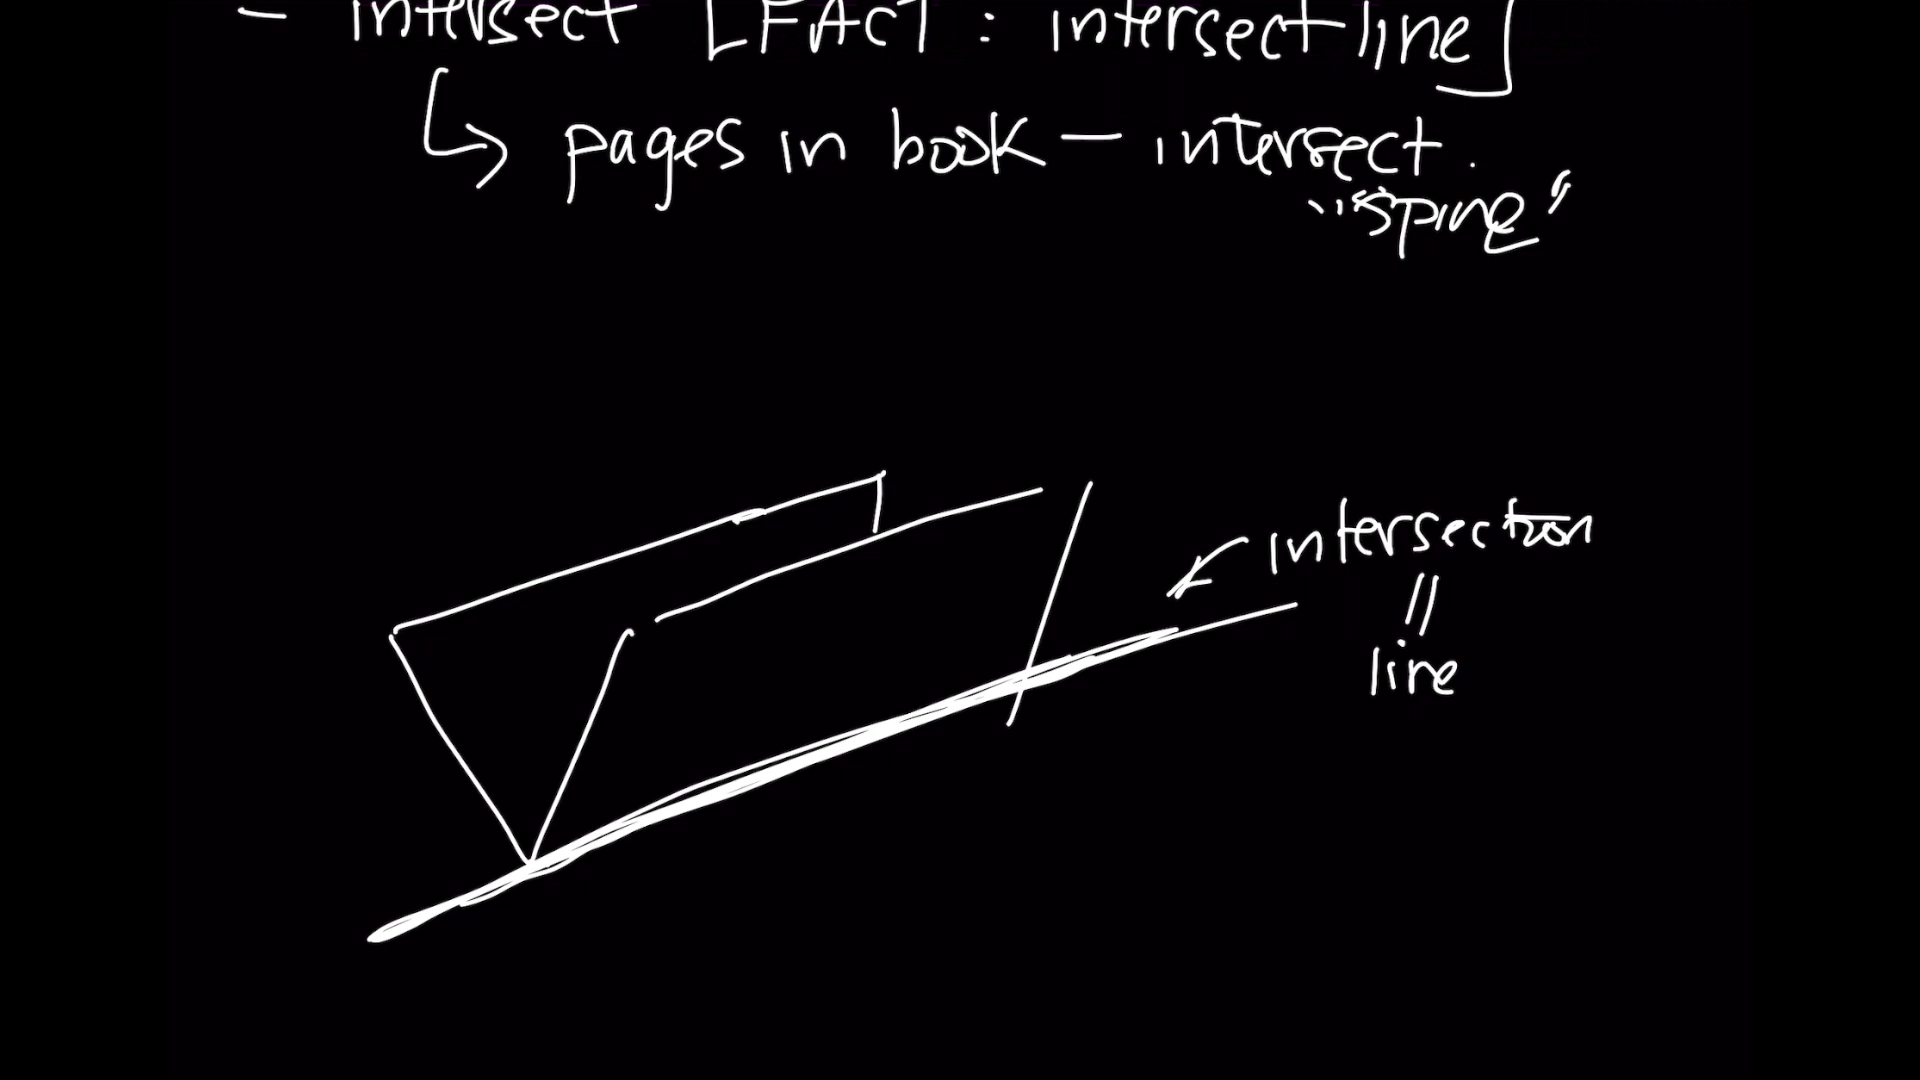 - intersect [FACT : intersect line]
↳ pages in book - intersect.
"spine"
intersection
||
line